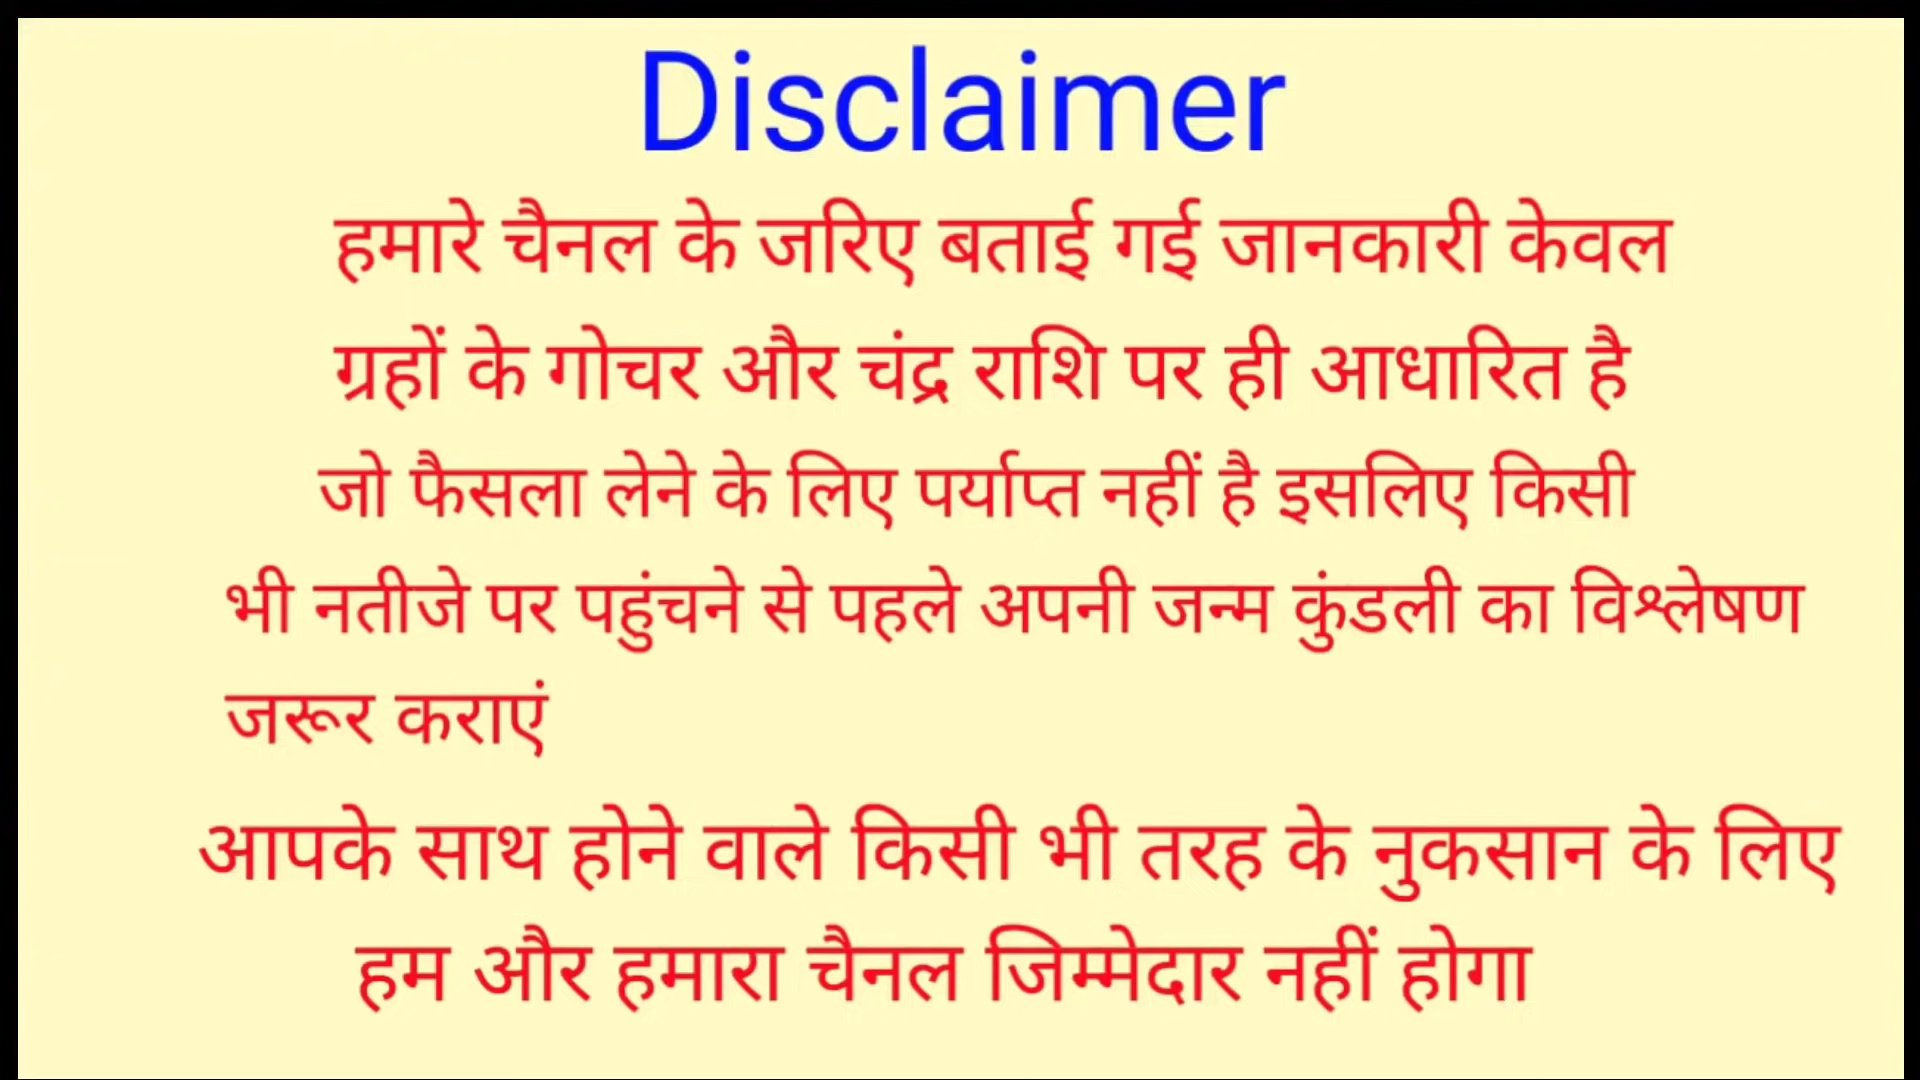 Disclaimer
हमारे चैनल के जरिए बताई गई जानकारी केवल
ग्रहों के गोचर और चंद्र राशि पर ही आधारित है
जो फैसला लेने के लिए पर्याप्त नहीं है इसलिए किसी
भी नतीजे पर पहुंचने से पहले अपनी जन्म कुंडली का विश्लेषण
जरूर कराएं
आपके साथ होने वाले किसी भी तरह के नुकसान के लिए
हम और हमारा चैनल जिम्मेदार नहीं होगा